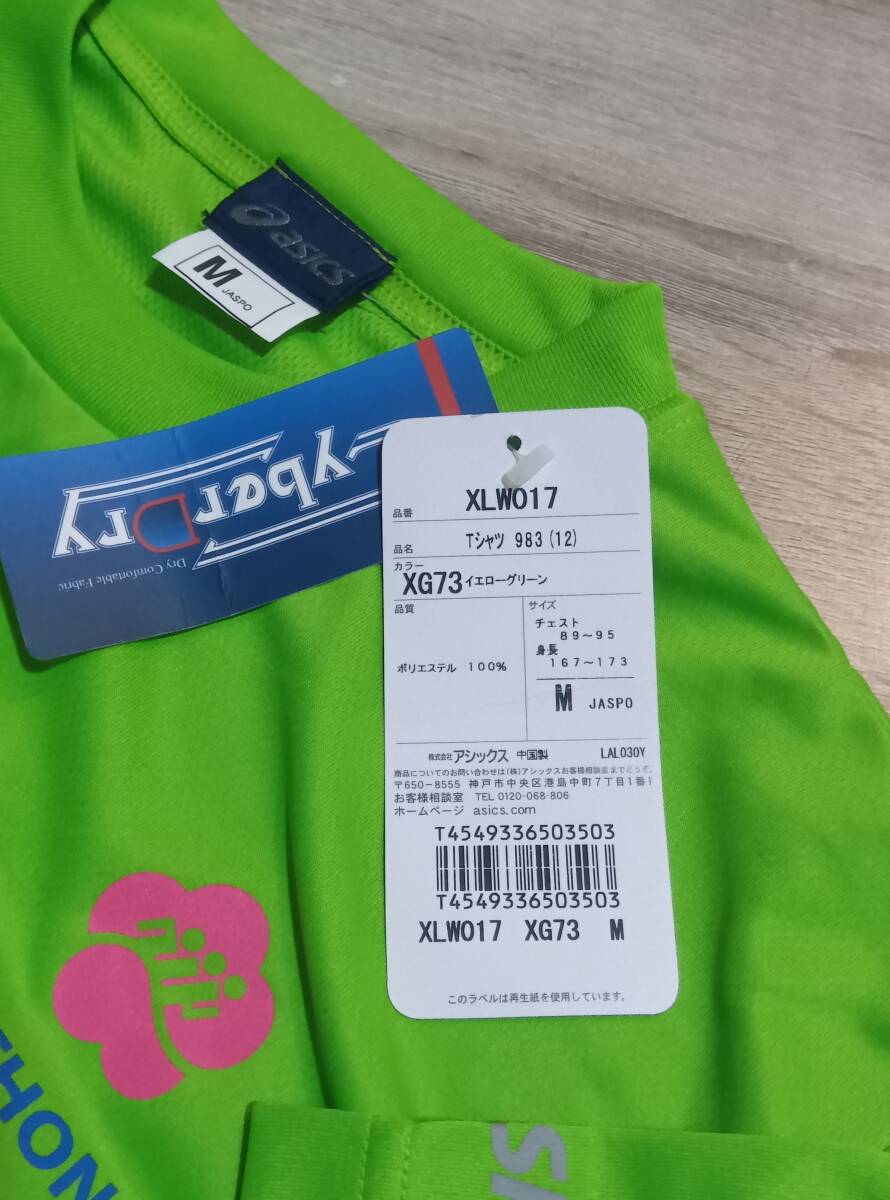 asics
M
JASPO
CyberDry
Dry Comfortable Fabric
品番 XLW017
品名 Tシャツ 983(12)
カラー
XG73 イエローグリーン
品質
ポリエステル 100%
サイズ
チェスト
89~95
身長
167~173
M JASPO
株式会社 アシックス 中国製 LAL030Y
商品についてのお問い合わせは(株)アシックスお客様相談室までどうぞ。
〒650-8555 神戸市中央区港島中町7丁目1番1
お客様相談室 TEL 0120-068-806
ホームページ asics.com
T4549336503503
T4549336503503
XLW017 XG73 M
このラベルは再生紙を使用しています。
THON